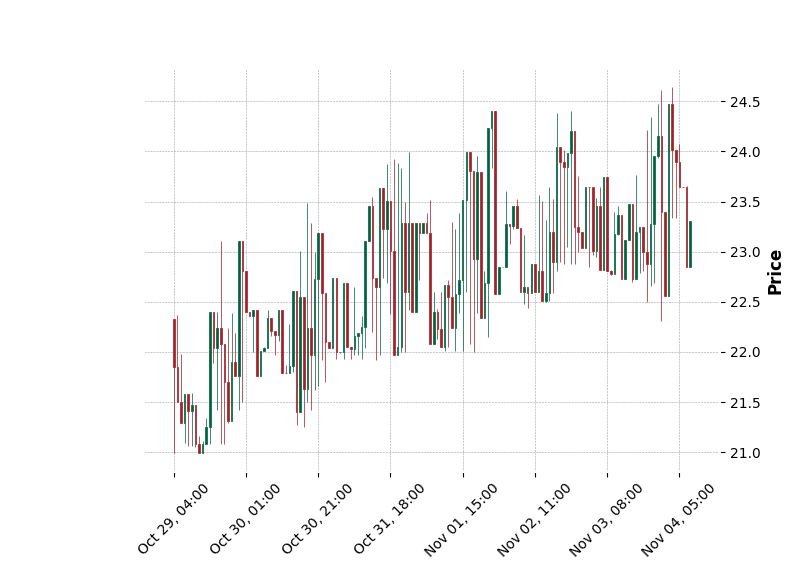 24.5
24.0
23.5
23.0
22.5
22.0
21.5
21.0
Price
Oct 29, 04:00
Oct 30, 01:00
Oct 30, 21:00
Oct 31, 18:00
Nov 01, 15:00
Nov 02, 11:00
Nov 03, 08:00
Nov 04, 05:00